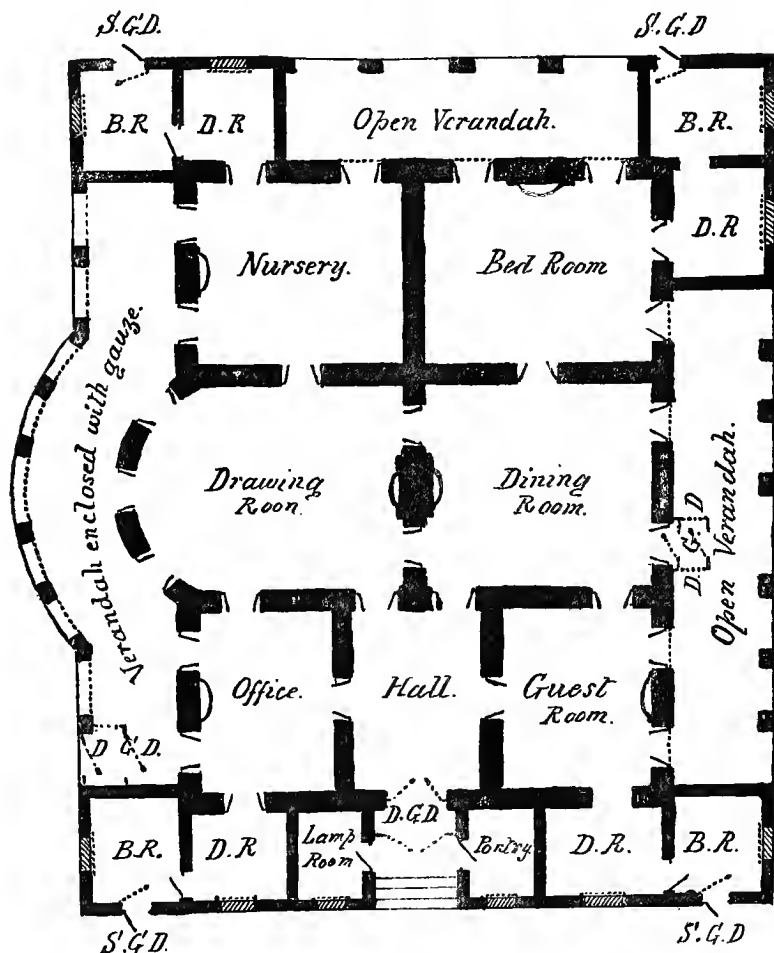 S.G.D.
S.G.D
B.R
D.R
Open Verandah.
B.R.
D.R
Nursery.
Bed Room
Verandah enclosed with gauze.
Drawing
Room.
Dining
Room.
D
G.
D.
Open Verandah.
Office.
Hall.
Guest
Room.
D G.D.
B.R.
D.R
Lamp
Room
D.G.D
Pantry
D.R.
B.R.
S.G.D.
S.G.D